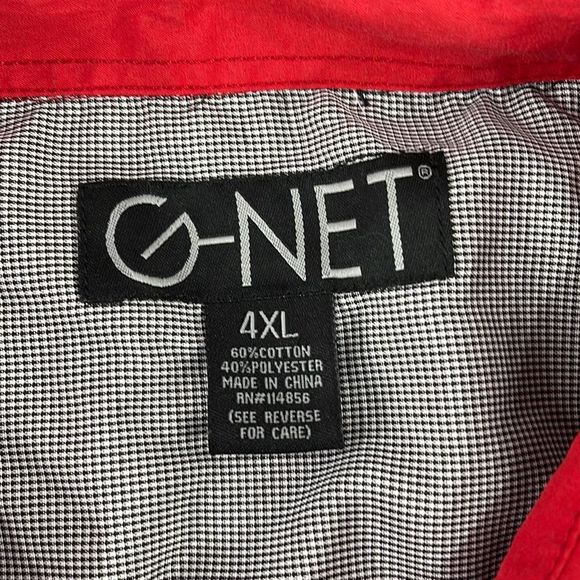 G-NET®
4XL
60%COTTON
40%POLYESTER
MADE IN CHINA
RN#114856
(SEE REVERSE
FOR CARE)